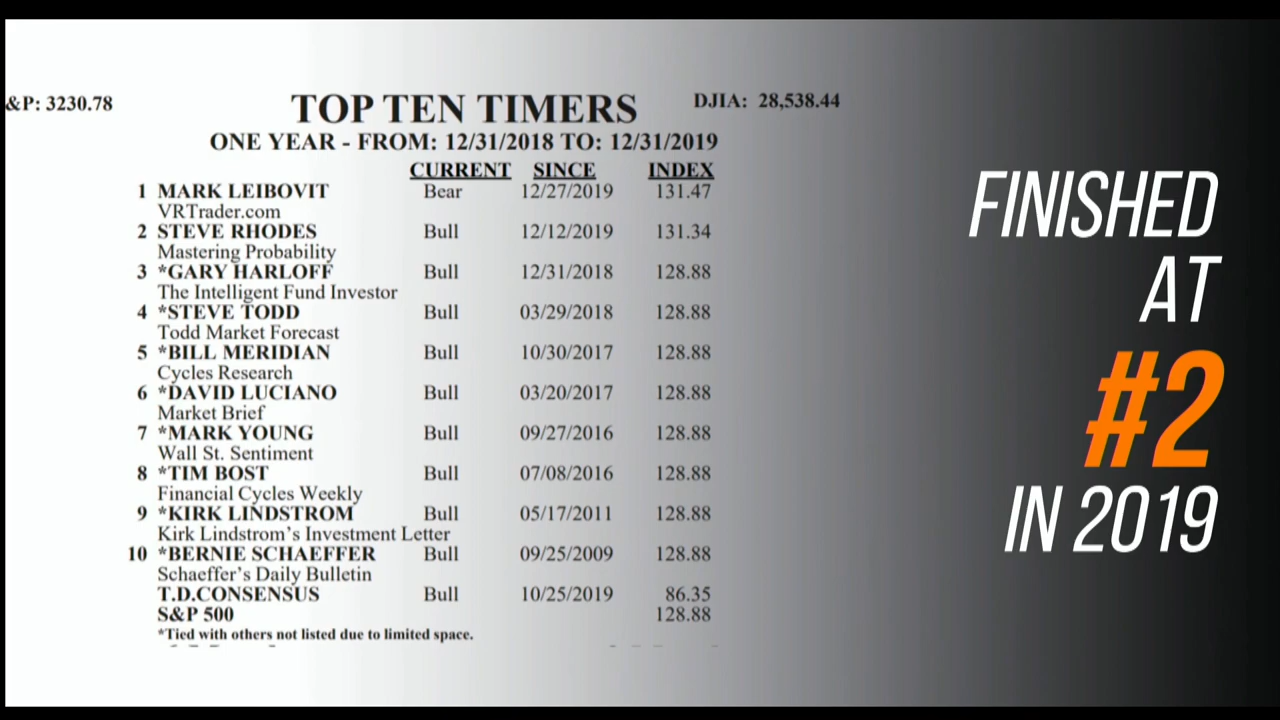 &P: 3230.78
TOP TEN TIMERS
DJIA: 28,538.44
ONE YEAR - FROM: 12/31/2018 TO: 12/31/2019
CURRENT SINCE INDEX
1 MARK LEIBOVIT Bear 12/27/2019 131.47
VRTrader.com
2 STEVE RHODES Bull 12/12/2019 131.34
Mastering Probability
3 *GARY HARLOFF Bull 12/31/2018 128.88
The Intelligent Fund Investor
4 *STEVE TODD Bull 03/29/2018 128.88
Todd Market Forecast
5 *BILL MERIDIAN Bull 10/30/2017 128.88
Cycles Research
6 *DAVID LUCIANO Bull 03/20/2017 128.88
Market Brief
7 *MARK YOUNG Bull 09/27/2016 128.88
Wall St. Sentiment
8 *TIM BOST Bull 07/08/2016 128.88
Financial Cycles Weekly
9 *KIRK LINDSTROM Bull 05/17/2011 128.88
Kirk Lindstrom's Investment Letter
10 *BERNIE SCHAEFFER Bull 09/25/2009 128.88
Schaeffer's Daily Bulletin
T.D.CONSENSUS Bull 10/25/2019 86.35
S&P 500 128.88
*Tied with others not listed due to limited space.
FINISHED
AT
#2
IN 2019